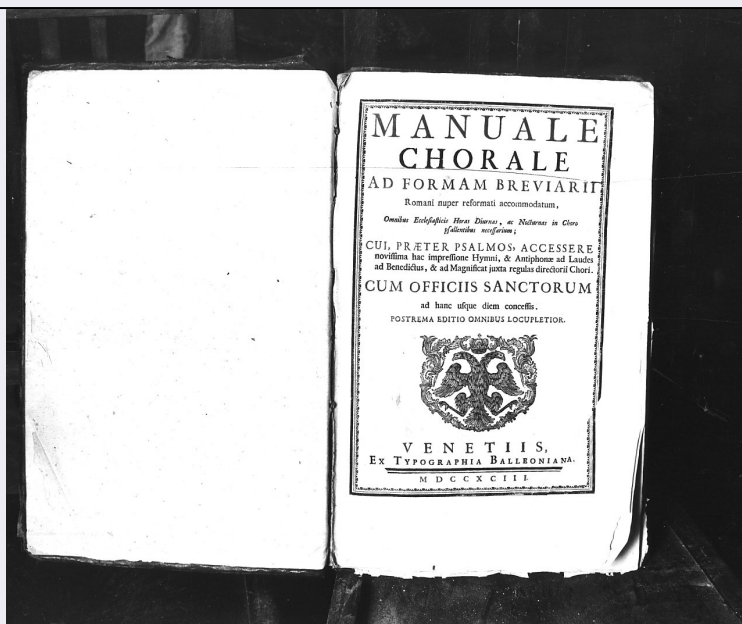 MANUALE
CHORALE
AD FORMAM BREVIARII
Romani nuper reformati accommodatum,
Omnibus Ecclesiasticis Horas Diurnas, ac Nocturnas in Choro
psallentibus necessarium;
CUI, PRÆTER PSALMOS, ACCESSERE
novissima hac impressione Hymni, & Antiphonæ ad Laudes
ad Benedictus, & ad Magnificat juxta regulas directorii Chori.
CUM OFFICIIS SANCTORUM
ad hanc usque diem concessis.
POSTREMA EDITIO OMNIBUS LOCUPLETIOR.
VENETIIS,
EX TYPOGRAPHIA BALLEONIANA.
MDCCXCIII.